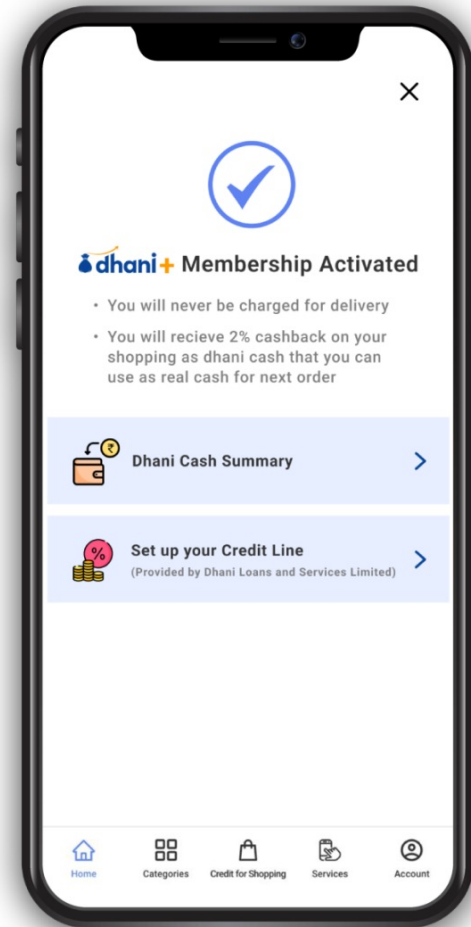 dhani+ Membership Activated
• You will never be charged for delivery
• You will recieve 2% cashback on your
shopping as dhani cash that you can
use as real cash for next order
₹
Dhani Cash Summary
%
Set up your Credit Line
(Provided by Dhani Loans and Services Limited)
Home Categories Credit for Shopping Services Account